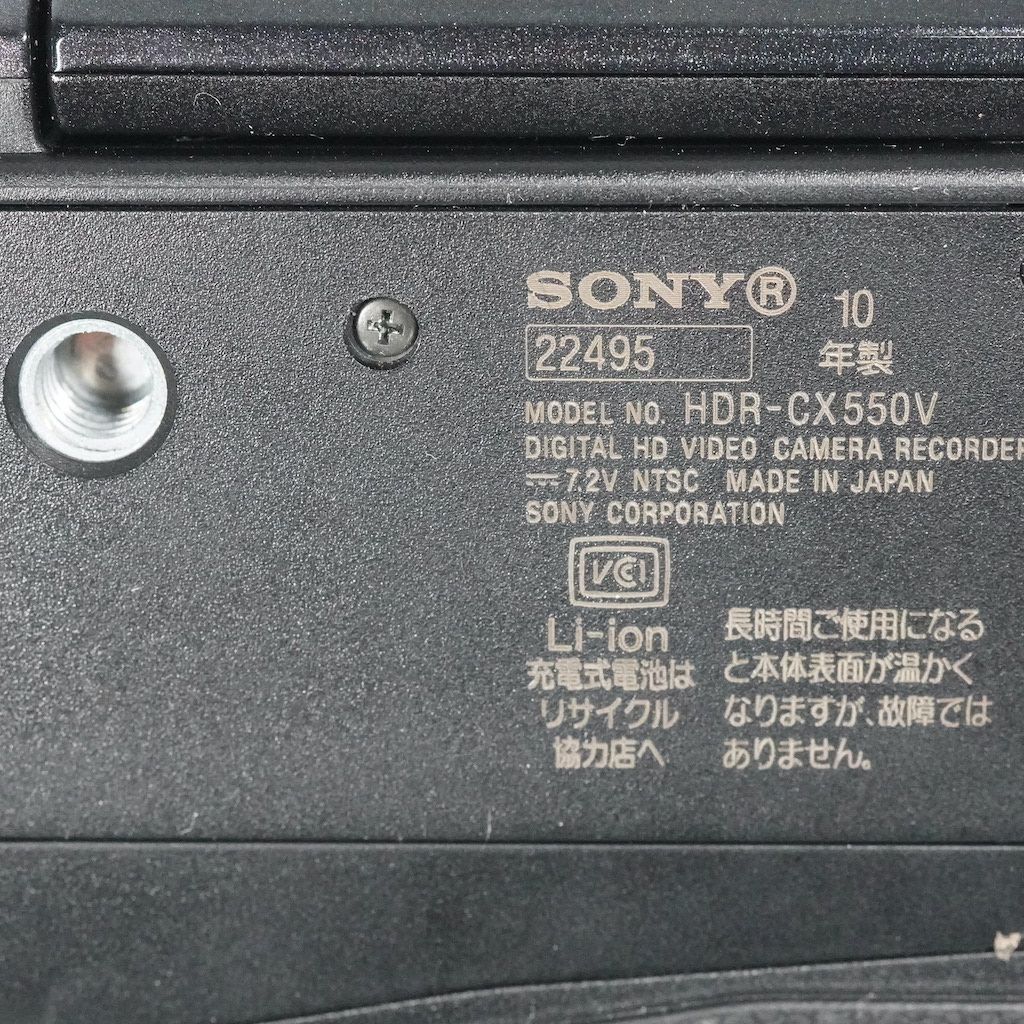 SONY®
10
年製
22495
MODEL NO. HDR-CX550V
DIGITAL HD VIDEO CAMERA RECORDER
⎓7.2V NTSC MADE IN JAPAN
SONY CORPORATION
VCCI
Li-ion
充電式電池は
リサイクル
協力店へ
長時間ご使用になる
と本体表面が温かく
なりますが、故障では
ありません。